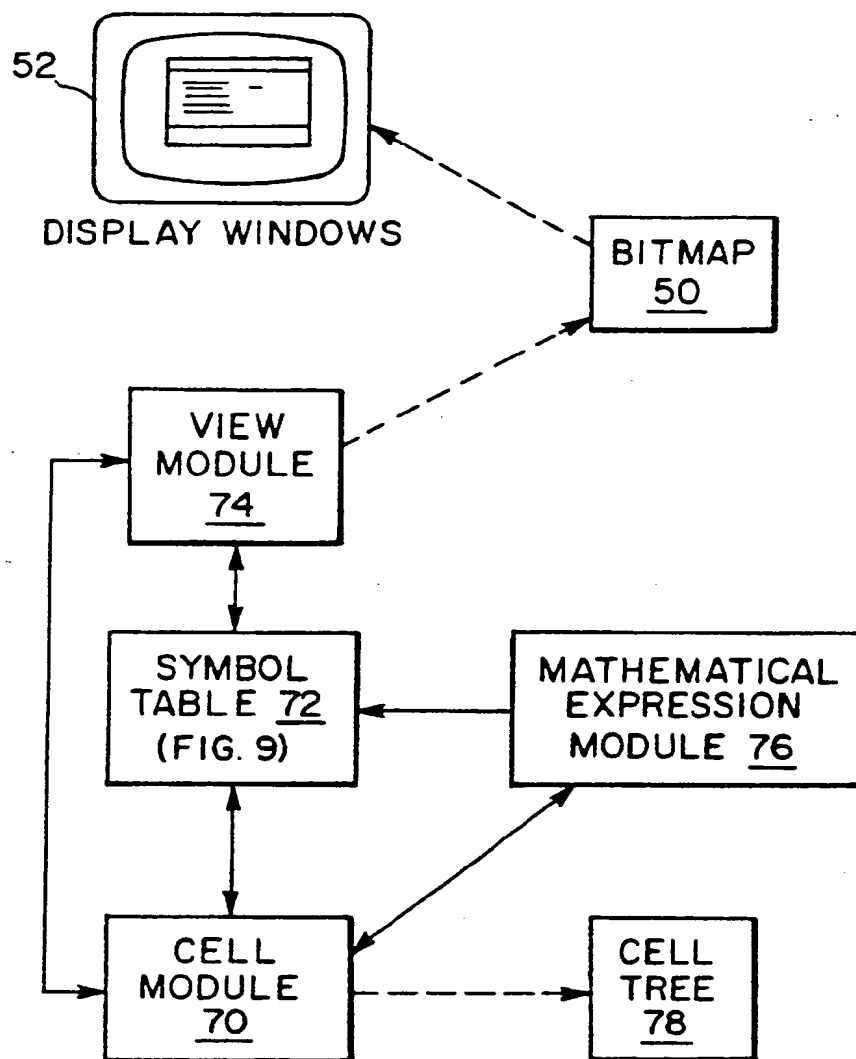 52
DISPLAY WINDOWS
BITMAP
50
VIEW
MODULE
74
SYMBOL
TABLE 72
(FIG. 9)
MATHEMATICAL
EXPRESSION
MODULE 76
CELL
MODULE
70
CELL
TREE
78